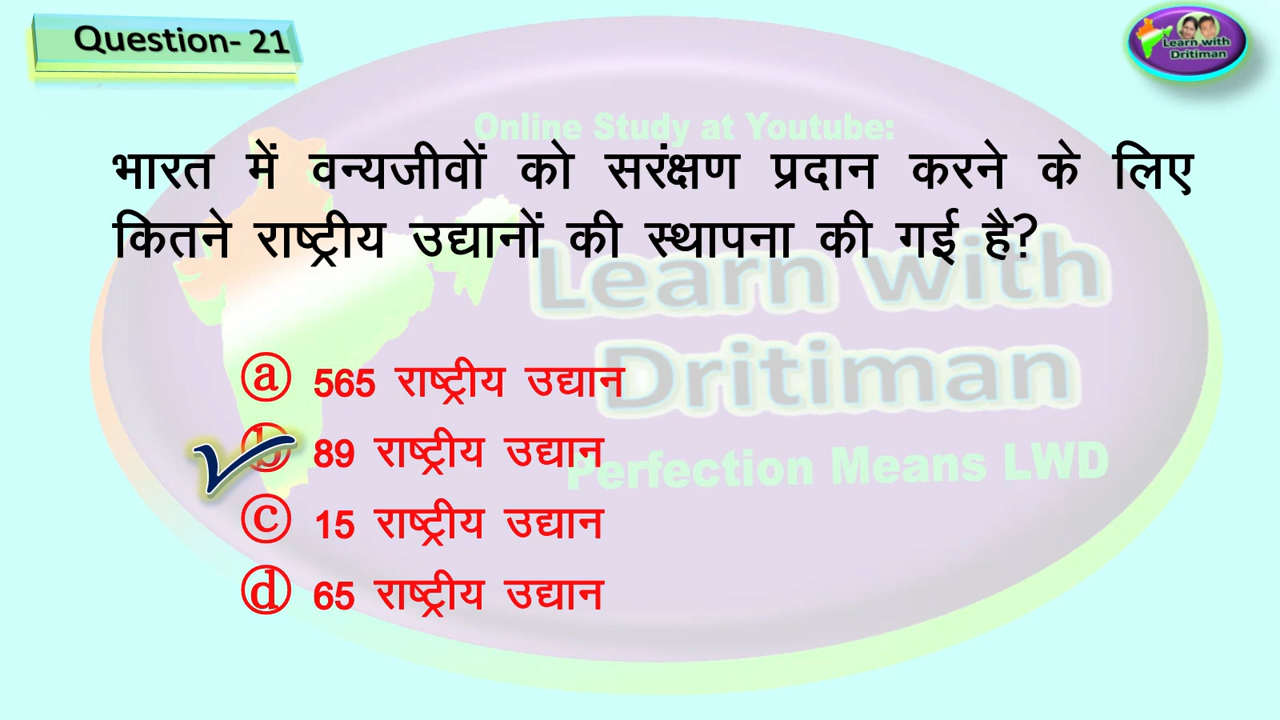 Question- 21
Learn with
Dritiman
Online Study at Youtube:
भारत में वन्यजीवों को सरंक्षण प्रदान करने के लिए
कितने राष्ट्रीय उद्यानों की स्थापना की गई है?
Learn with
Dritiman
Perfection Means LWD
ⓐ 565 राष्ट्रीय उद्यान
ⓑ 89 राष्ट्रीय उद्यान
ⓒ 15 राष्ट्रीय उद्यान
ⓓ 65 राष्ट्रीय उद्यान